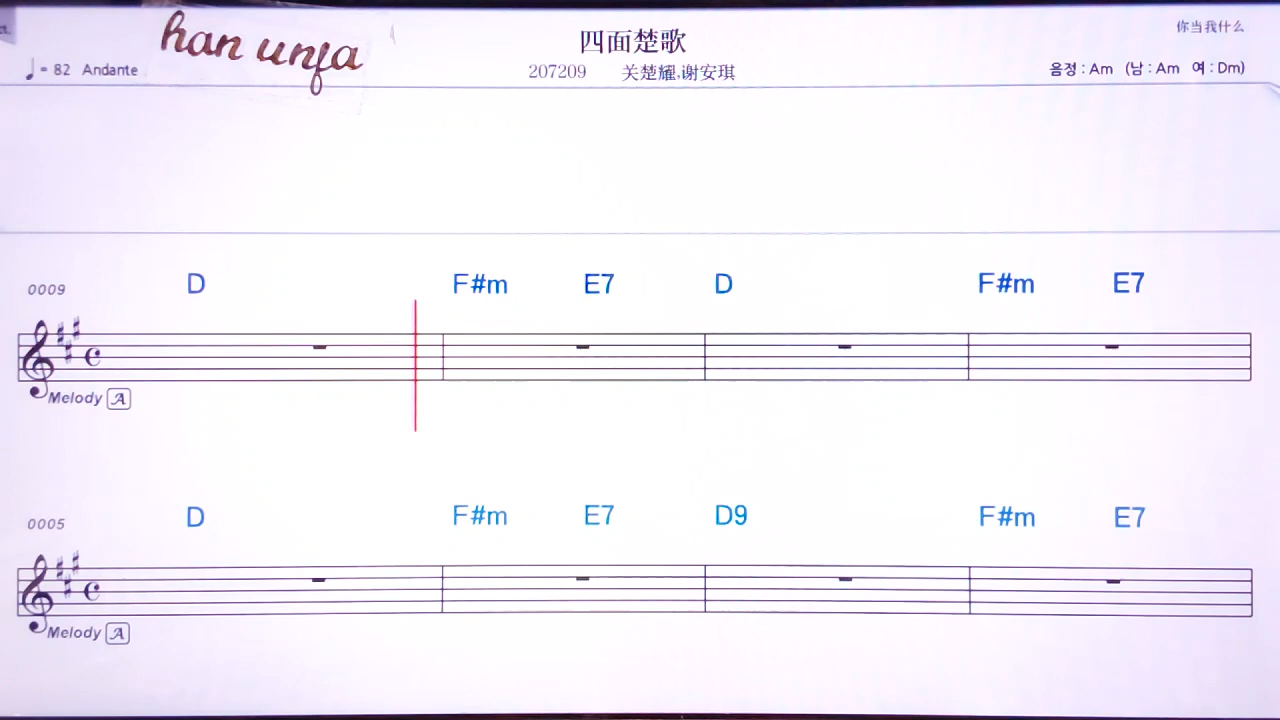 han unfa
♩= 82 Andante
四面楚歌
207209 关楚耀,谢安琪
你当我什么
음정 : Am (남 : Am 여 : Dm)
0009 D F#m E7 D F#m E7
Melody A
0005 D F#m E7 D9 F#m E7
Melody A